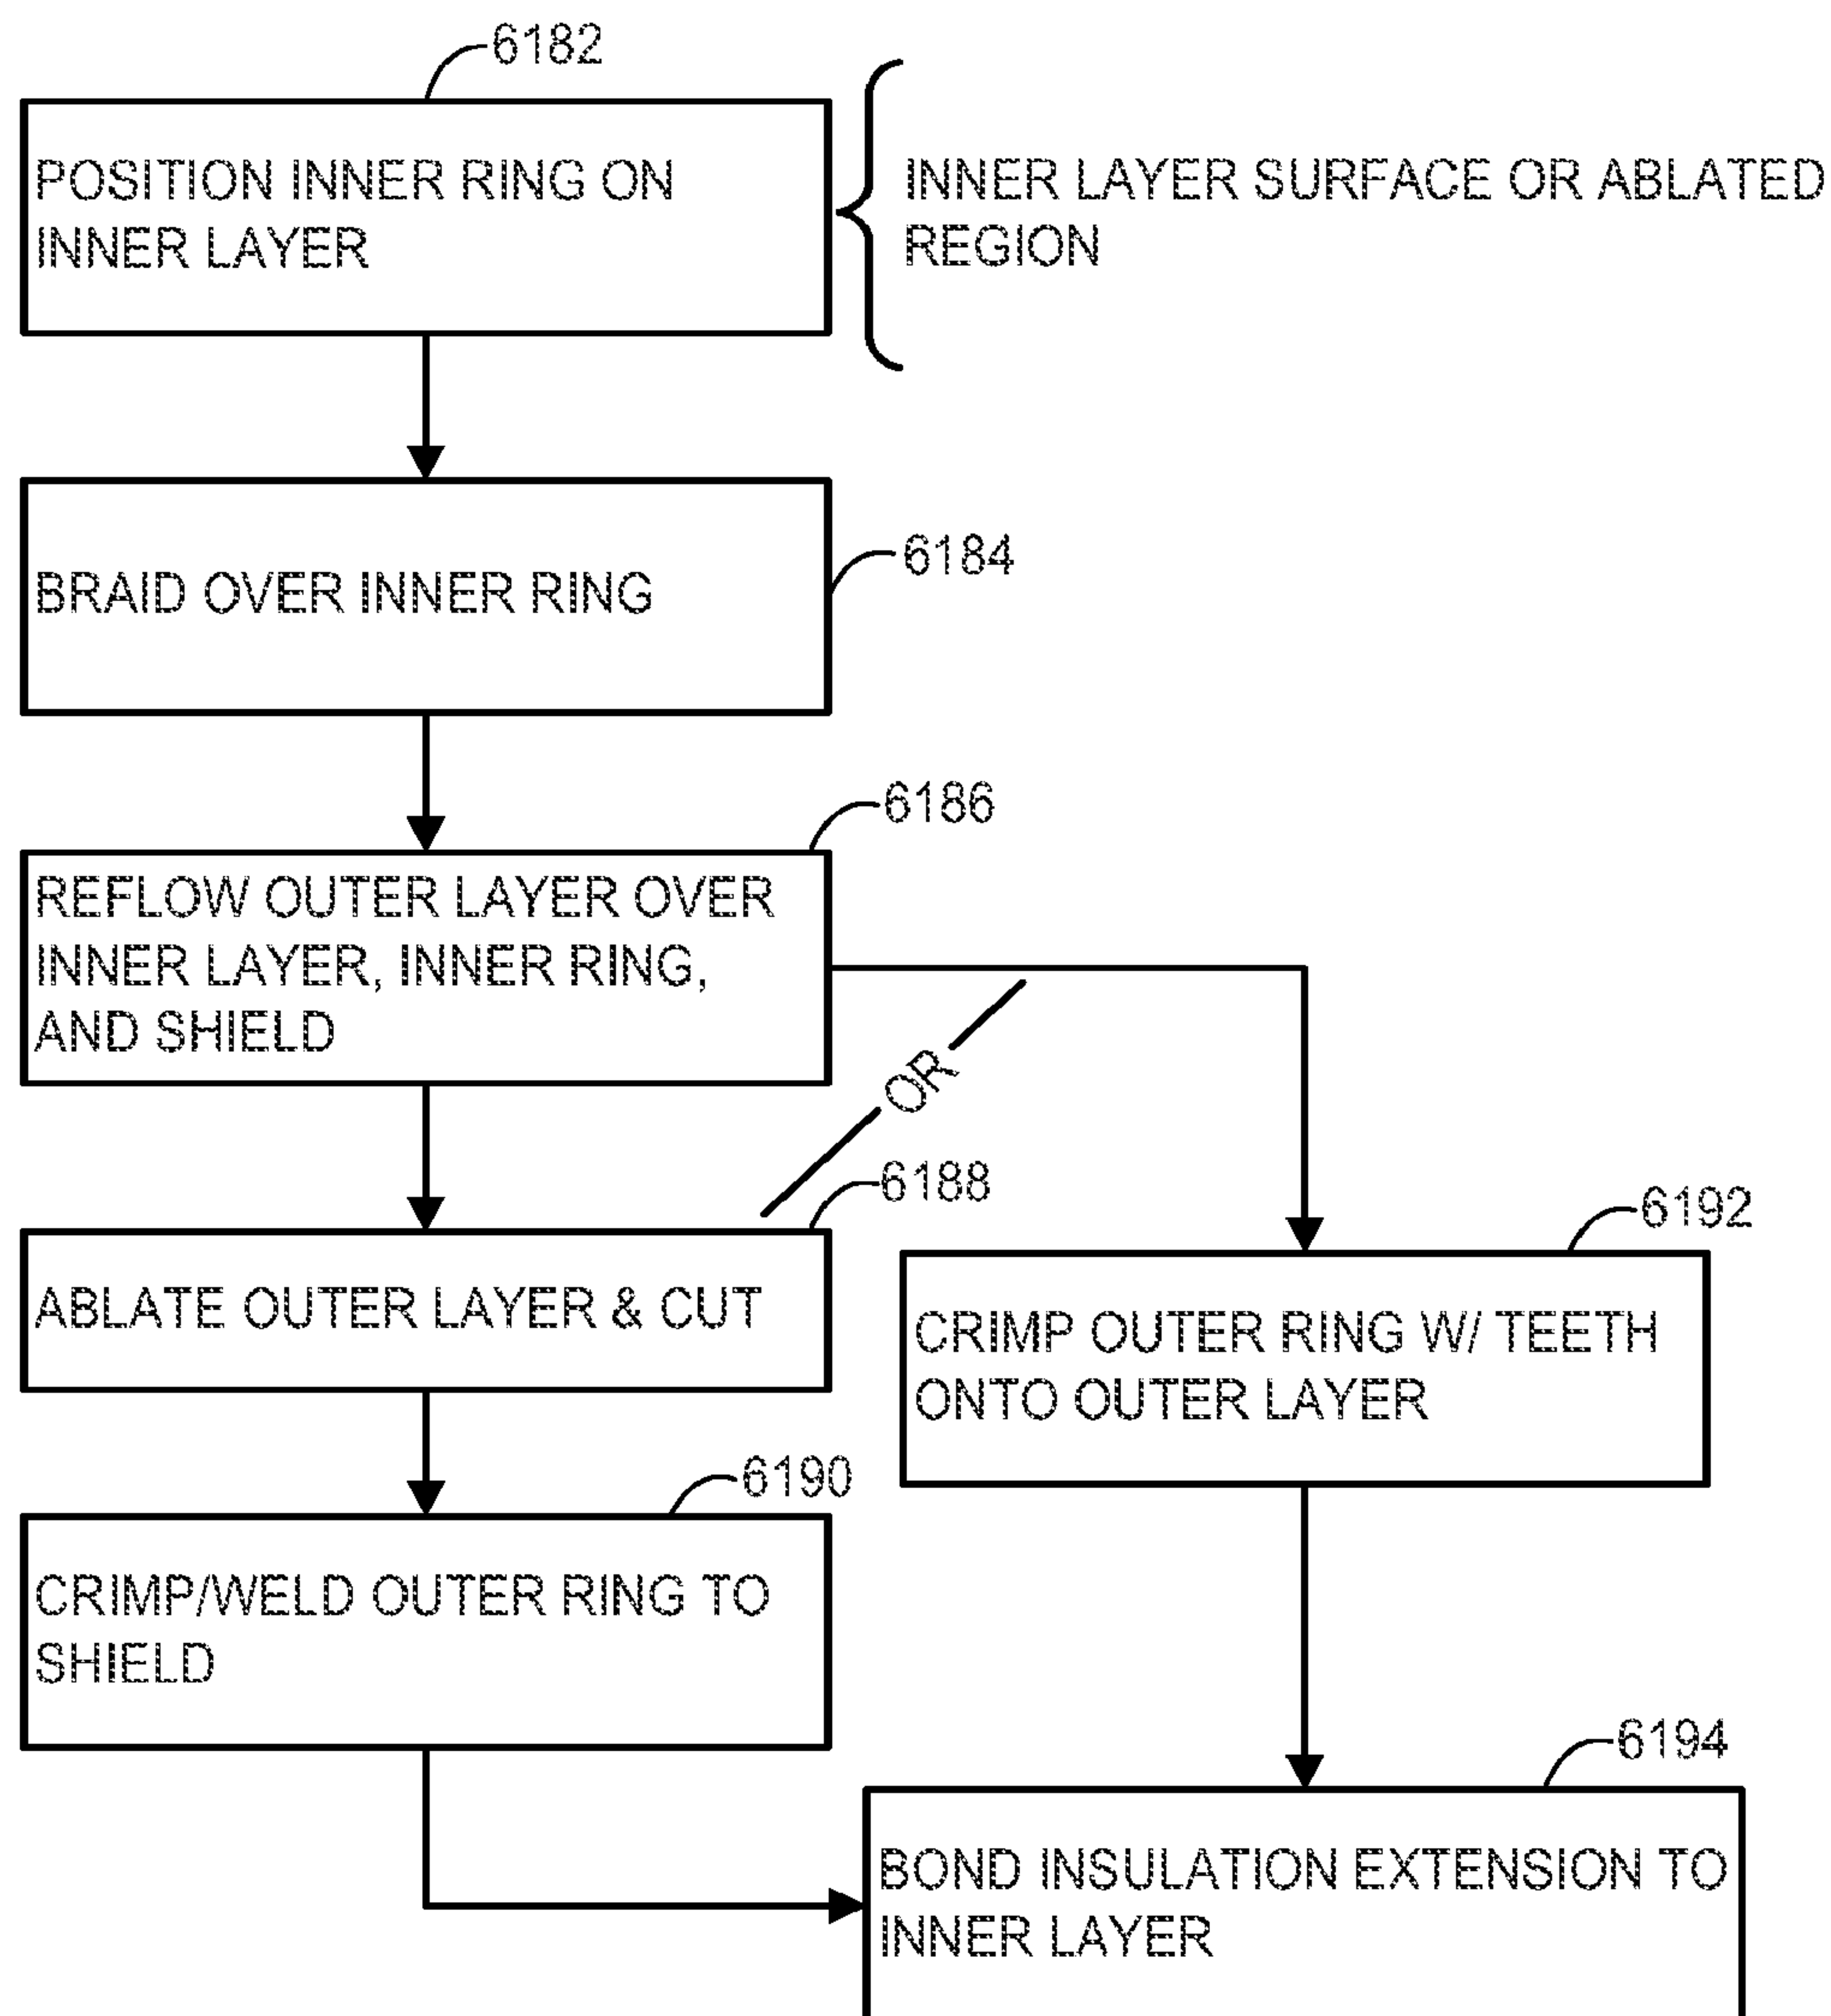 6182
POSITION INNER RING ON
INNER LAYER
INNER LAYER SURFACE OR ABLATED
REGION
6184
BRAID OVER INNER RING
6186
REFLOW OUTER LAYER OVER
INNER LAYER, INNER RING,
AND SHIELD
OR
6188
ABLATE OUTER LAYER & CUT
6192
CRIMP OUTER RING W/ TEETH
ONTO OUTER LAYER
6190
CRIMP/WELD OUTER RING TO
SHIELD
6194
BOND INSULATION EXTENSION TO
INNER LAYER